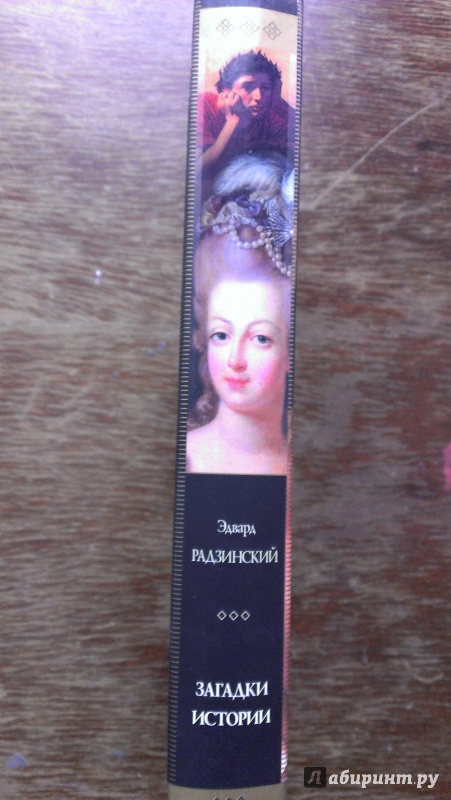 Эдвард
РАДЗИНСКИЙ
ЗАГАДКИ
ИСТОРИИ
Лабиринт.ру